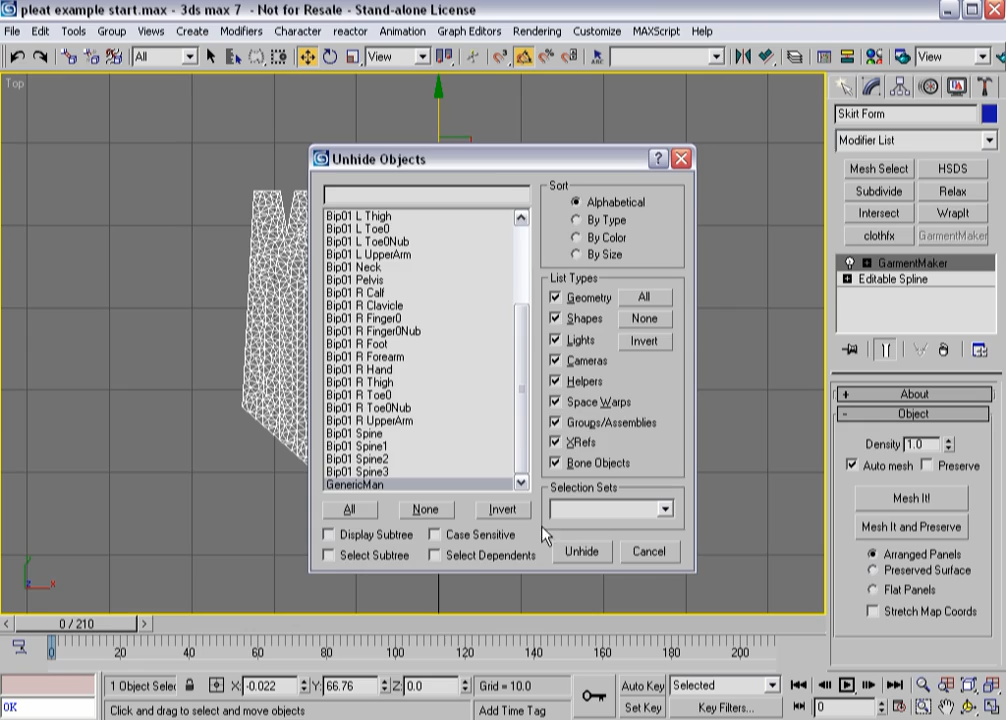 pleat example start.max - 3ds max 7 - Not for Resale - Stand-alone License
File Edit Tools Group Views Create Modifiers Character reactor Animation Graph Editors Rendering Customize MAXScript Help
All View View
Top
Skirt Form
Modifier List
Mesh Select HSDS
Subdivide Relax
Intersect WrapIt
clothfx GarmentMaker
GarmentMaker
Editable Spline
+ About
- Object
Density 1.0
Auto mesh Preserve
Mesh It!
Mesh It and Preserve
Arranged Panels
Preserved Surface
Flat Panels
Stretch Map Coords
Unhide Objects
Bip01 L Thigh
Bip01 L Toe0
Bip01 L Toe0Nub
Bip01 L UpperArm
Bip01 Neck
Bip01 Pelvis
Bip01 R Calf
Bip01 R Clavicle
Bip01 R Finger0
Bip01 R Finger0Nub
Bip01 R Foot
Bip01 R Forearm
Bip01 R Hand
Bip01 R Thigh
Bip01 R Toe0
Bip01 R Toe0Nub
Bip01 R UpperArm
Bip01 Spine
Bip01 Spine1
Bip01 Spine2
Bip01 Spine3
GenericMan
All None Invert
Display Subtree Case Sensitive
Select Subtree Select Dependents
Sort
Alphabetical
By Type
By Color
By Size
List Types
Geometry All
Shapes None
Lights Invert
Cameras
Helpers
Space Warps
Groups/Assemblies
XRefs
Bone Objects
Selection Sets
Unhide Cancel
z x
0 / 210
0 20 40 60 80 100 120 140 160 180 200
1 Object Selec X: -0.022 Y: 66.76 Z: 0.0 Grid = 10.0 Auto Key Selected
OK Click and drag to select and move objects Add Time Tag Set Key Key Filters... 0